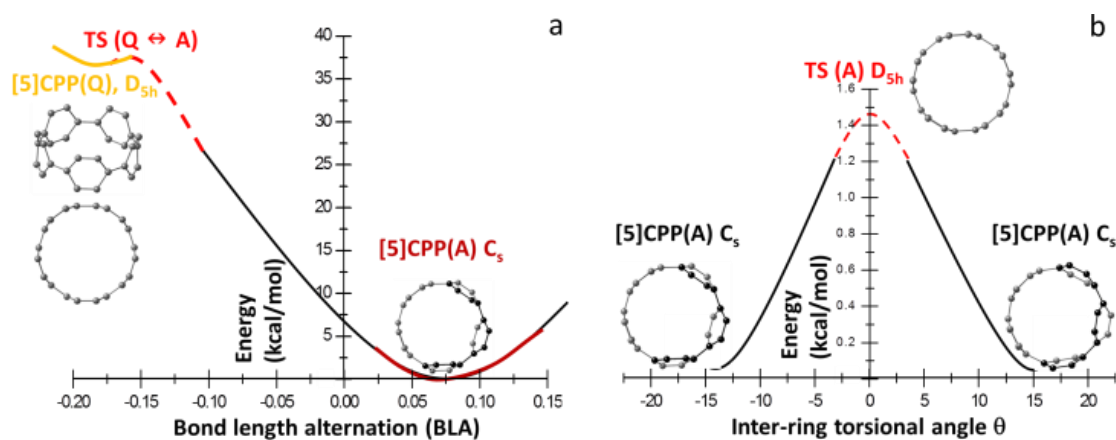 a
TS (Q ↔ A)
[5]CPP(Q), D5h
40
35
30
25
20
15
10
5
[5]CPP(A) Cs
Energy
(kcal/mol)
-0.20
-0.15
-0.10
-0.05
0.00
0.05
0.10
0.15
Bond length alternation (BLA)
b
TS (A) D5h
1.6
1.4
1.2
1.0
0.8
0.6
0.4
0.2
[5]CPP(A) Cs
[5]CPP(A) Cs
Energy
(kcal/mol)
-20
-15
-10
-5
0
5
10
15
20
Inter-ring torsional angle θ